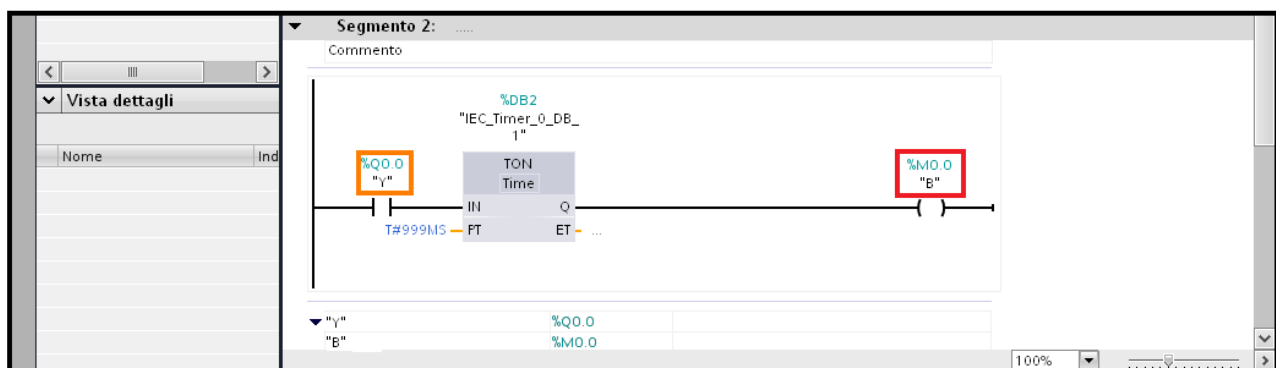 Segmento 2: .....
Commento
Vista dettagli
Nome
Ind
%DB2
"IEC_Timer_0_DB_
1"
%Q0.0
"Y"
TON
Time
%M0.0
"B"
IN
Q
T#999MS
PT
ET
...
"Y" %Q0.0
"B" %M0.0
100%